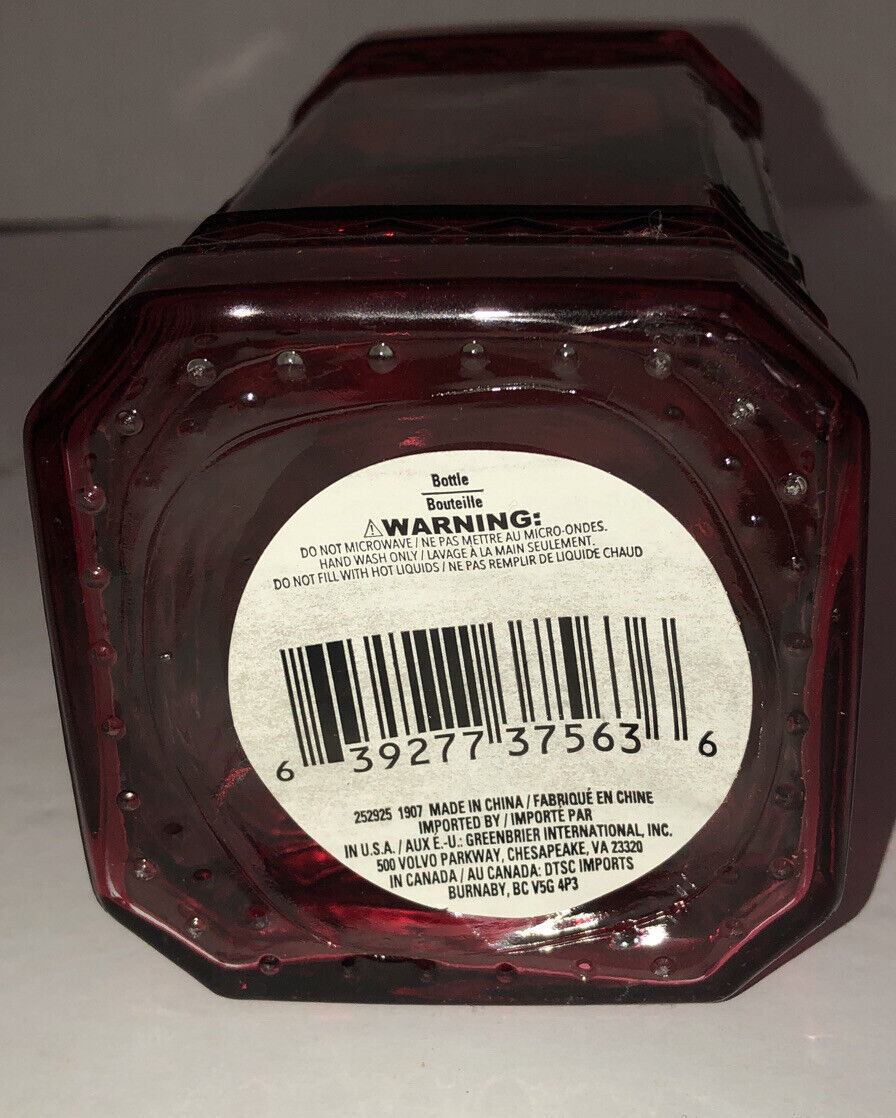 Bottle
Bouteille
⚠WARNING:
DO NOT MICROWAVE / NE PAS METTRE AU MICRO-ONDES.
HAND WASH ONLY / LAVAGE À LA MAIN SEULEMENT.
DO NOT FILL WITH HOT LIQUIDS / NE PAS REMPLIR DE LIQUIDE CHAUD
6 39277 37563 6
252925 1907 MADE IN CHINA / FABRIQUÉ EN CHINE
IMPORTED BY / IMPORTÉ PAR
IN U.S.A. / AUX É.-U.: GREENBRIER INTERNATIONAL, INC.
500 VOLVO PARKWAY, CHESAPEAKE, VA 23320
IN CANADA / AU CANADA: DTSC IMPORTS
BURNABY, BC V5G 4P3